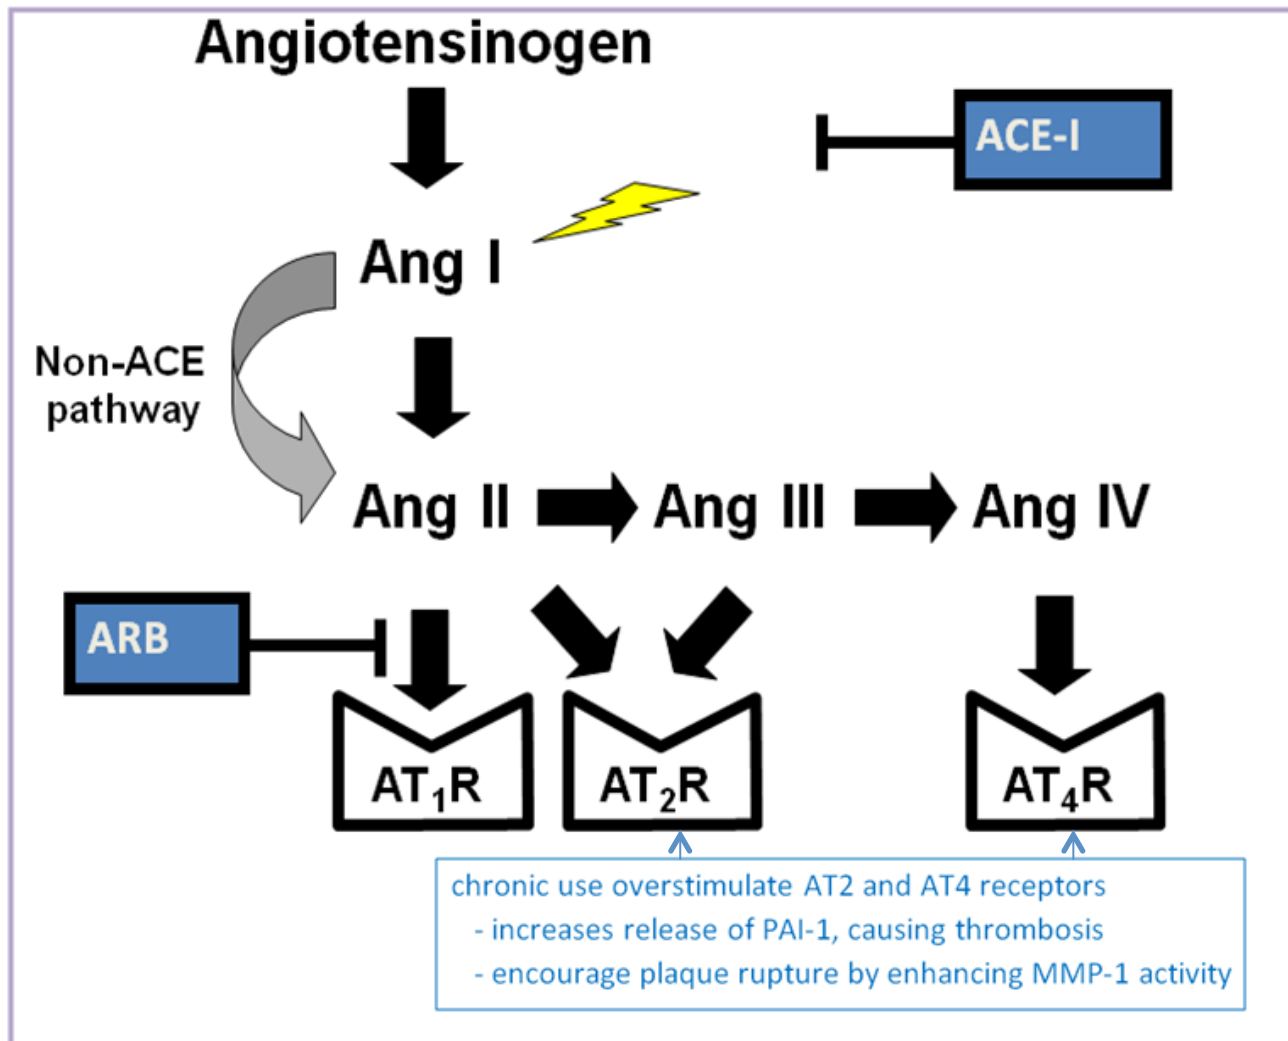 Angiotensinogen
ACE-I
Ang I
Non-ACE
pathway
Ang II
Ang III
Ang IV
ARB
AT₁R
AT₂R
AT₄R
chronic use overstimulate AT2 and AT4 receptors
- increases release of PAI-1, causing thrombosis
- encourage plaque rupture by enhancing MMP-1 activity